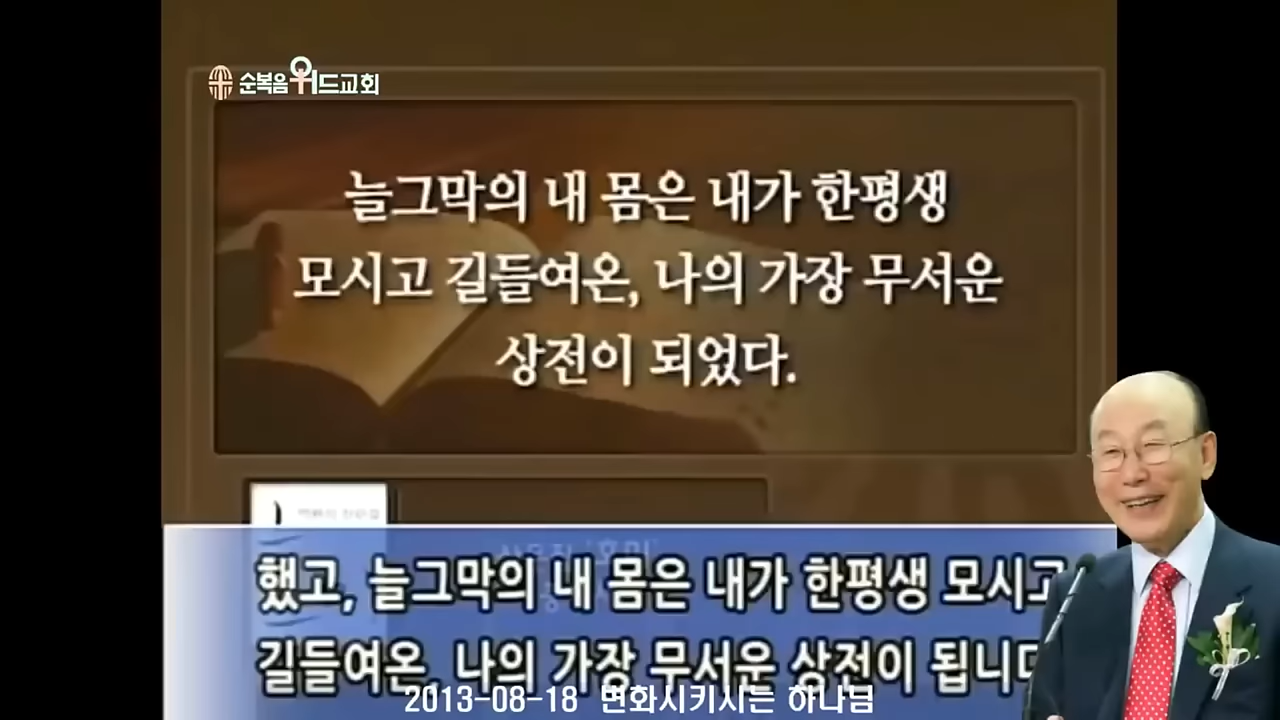 순복음워드교회
늘그막의 내 몸은 내가 한평생
모시고 길들여온, 나의 가장 무서운
상전이 되었다.
했고, 늘그막의 내 몸은 내가 한평생 모시고
길들여온, 나의 가장 무서운 상전이
2013-08-18 변화시키시는 하나님